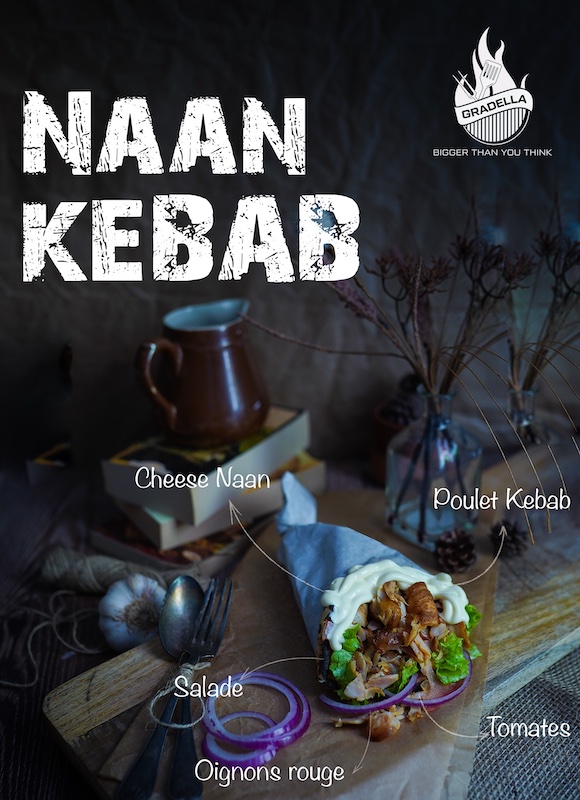 NAAN
KEBAB
GRADELLA
BIGGER THAN YOU THINK
Cheese Naan
Poulet Kebab
Salade
Tomates
Oignons rouge